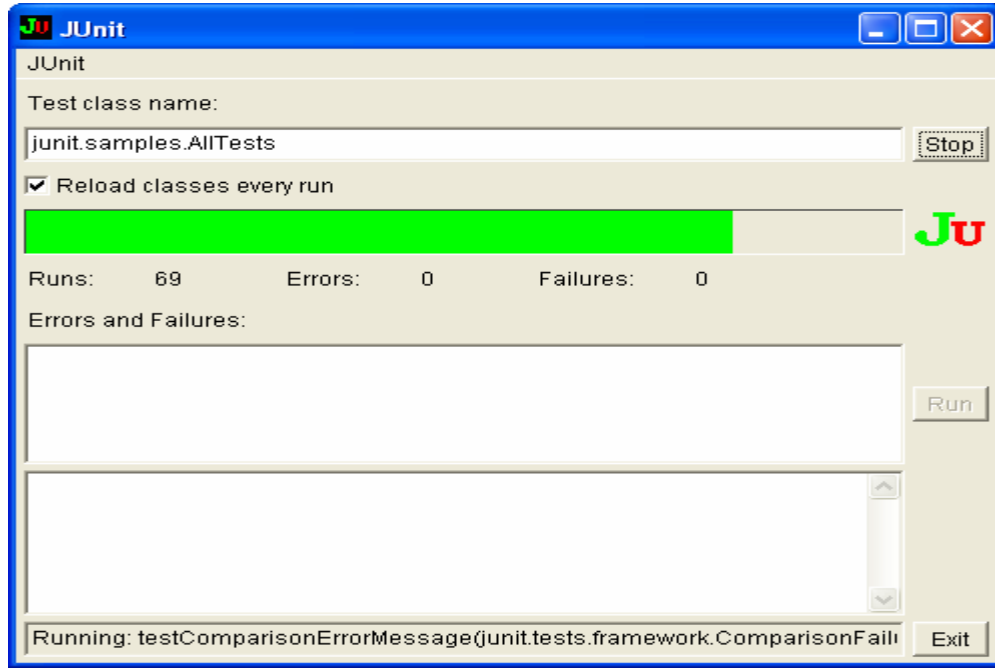 JU JUnit
JUnit
Test class name:
junit.samples.AllTests
Stop
Reload classes every run
JU
Runs: 69 Errors: 0 Failures: 0
Errors and Failures:
Run
Running: testComparisonErrorMessage(junit.tests.framework.ComparisonFail
Exit